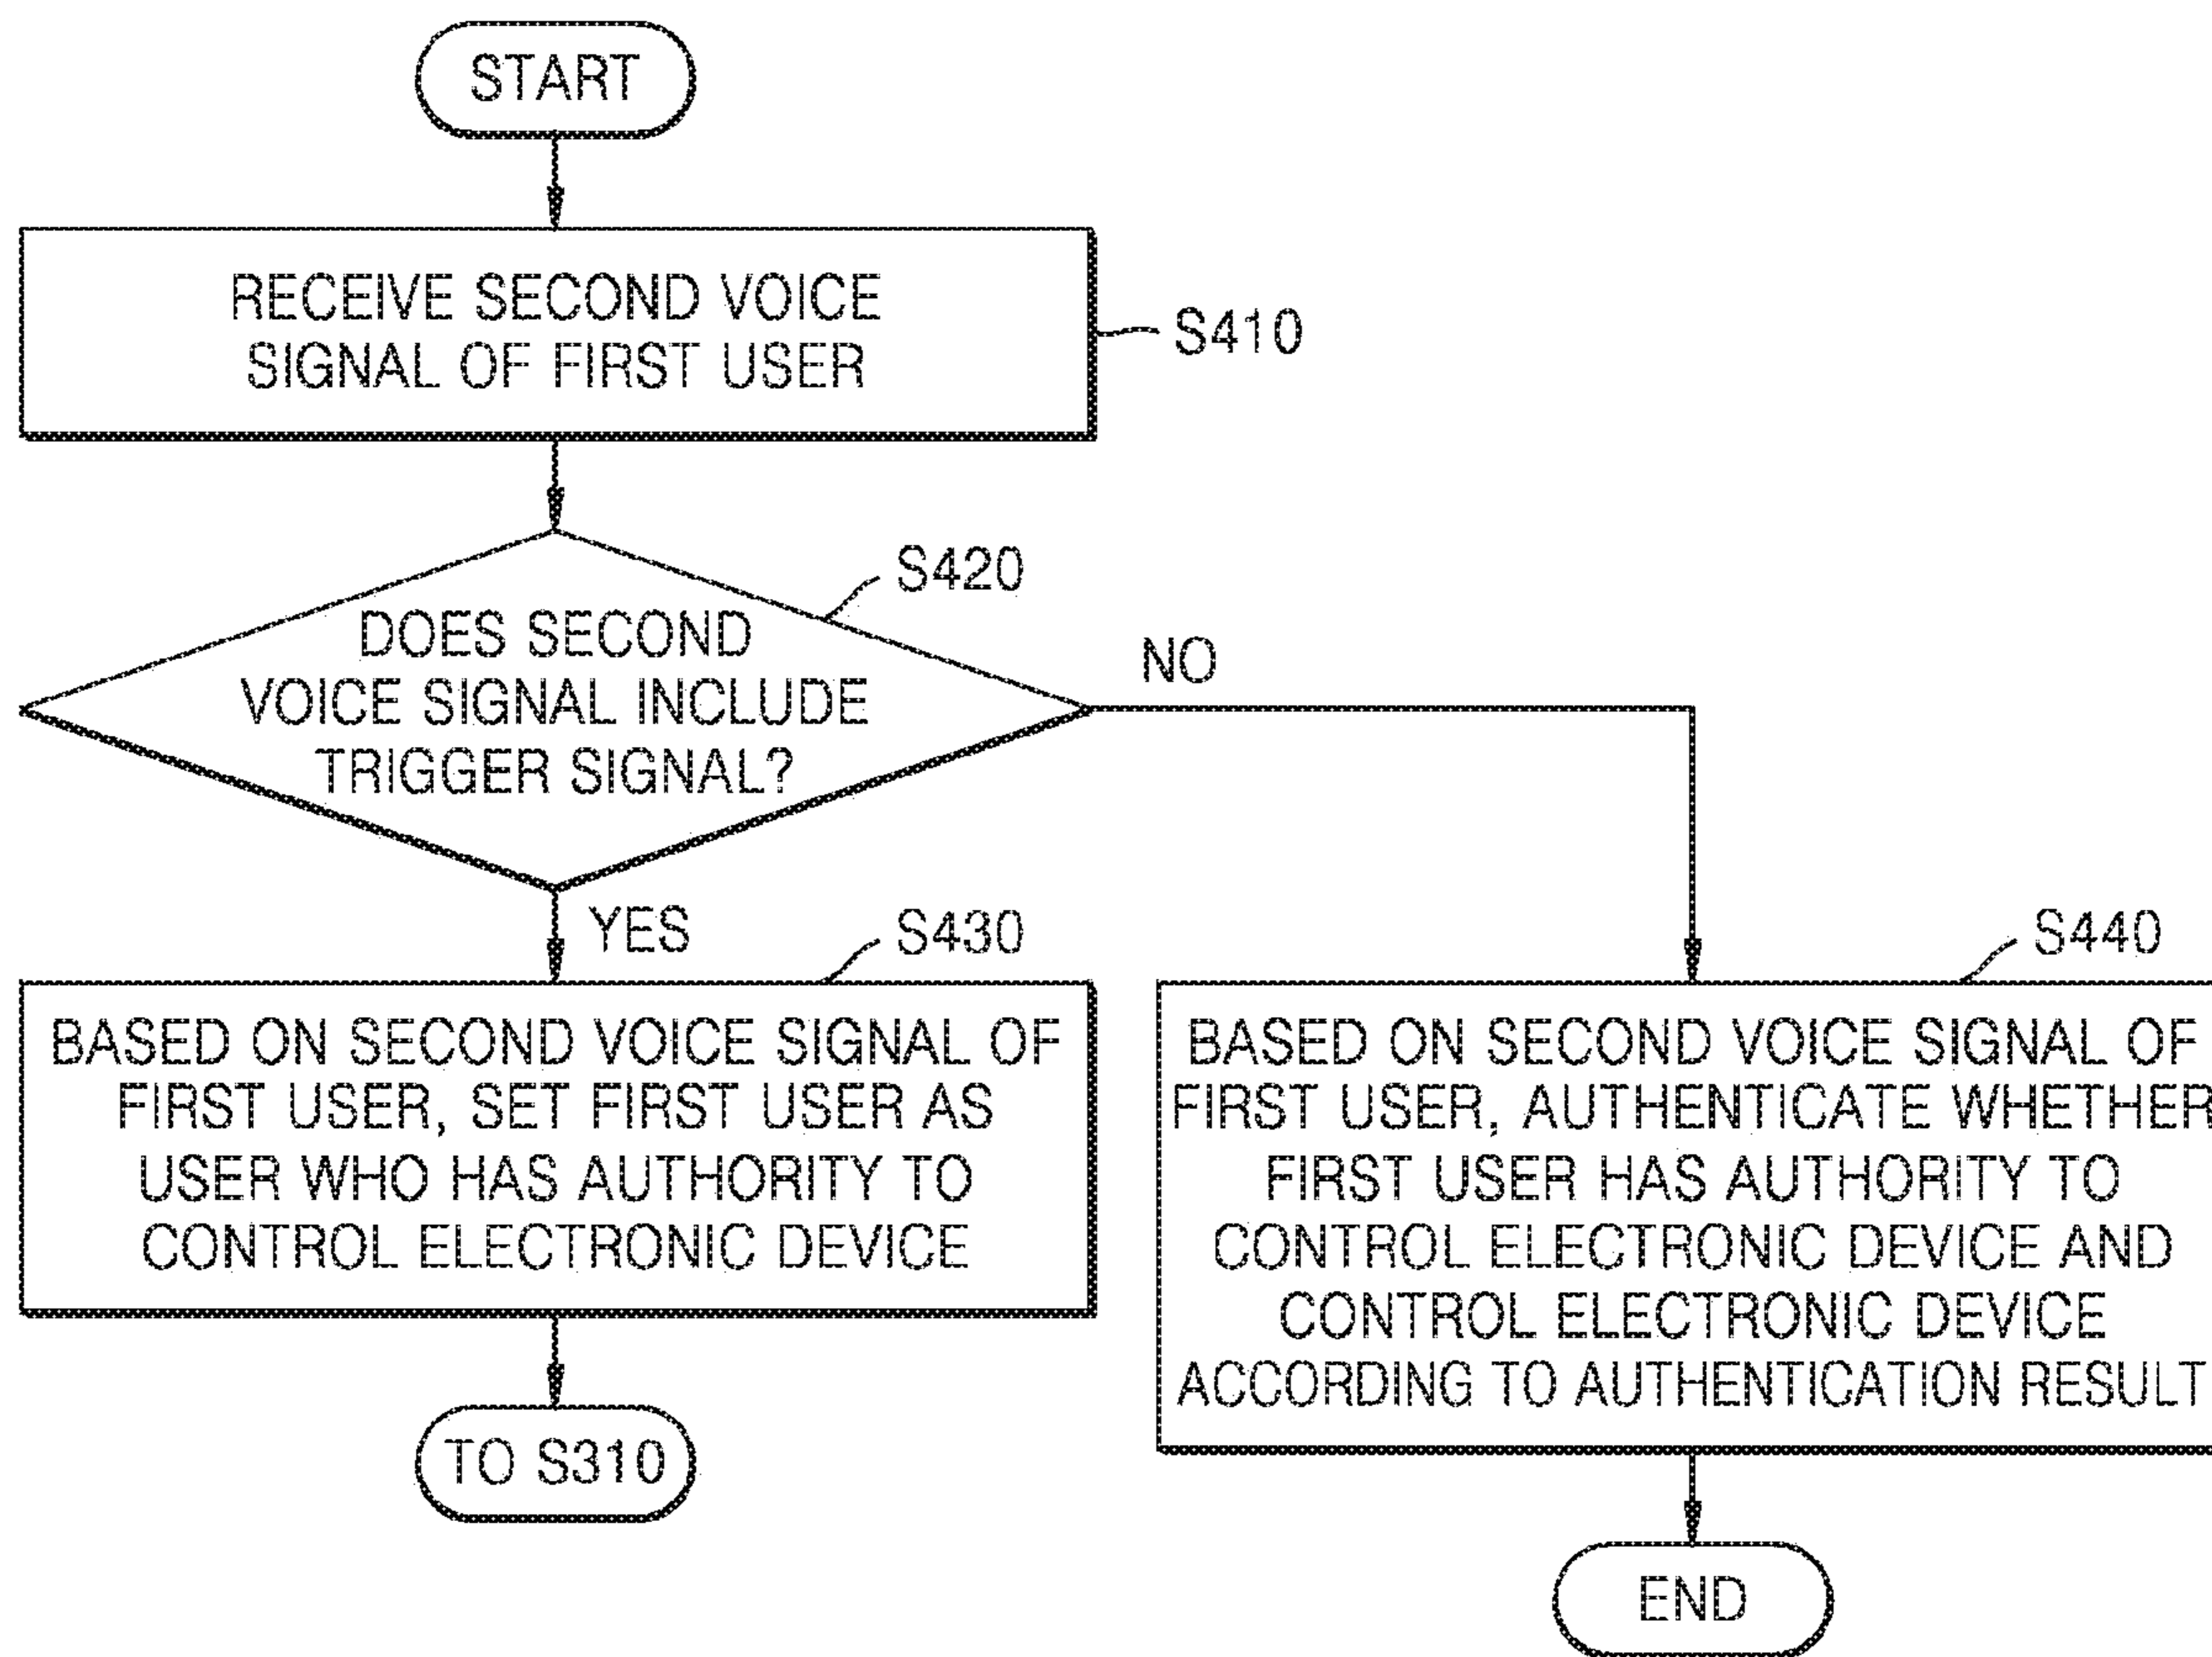 START
RECEIVE SECOND VOICE
SIGNAL OF FIRST USER
S410
S420
DOES SECOND
VOICE SIGNAL INCLUDE
TRIGGER SIGNAL?
NO
YES
S430
BASED ON SECOND VOICE SIGNAL OF
FIRST USER, SET FIRST USER AS
USER WHO HAS AUTHORITY TO
CONTROL ELECTRONIC DEVICE
TO S310
S440
BASED ON SECOND VOICE SIGNAL OF
FIRST USER, AUTHENTICATE WHETHER
FIRST USER HAS AUTHORITY TO
CONTROL ELECTRONIC DEVICE AND
CONTROL ELECTRONIC DEVICE
ACCORDING TO AUTHENTICATION RESULT
END